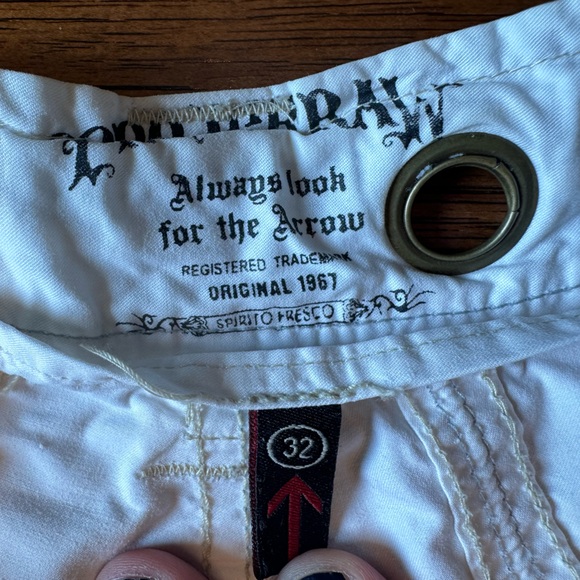 Always look
for the Arrow
REGISTERED TRADEMARK
ORIGINAL 1967
SPIRITO FRESCO
32